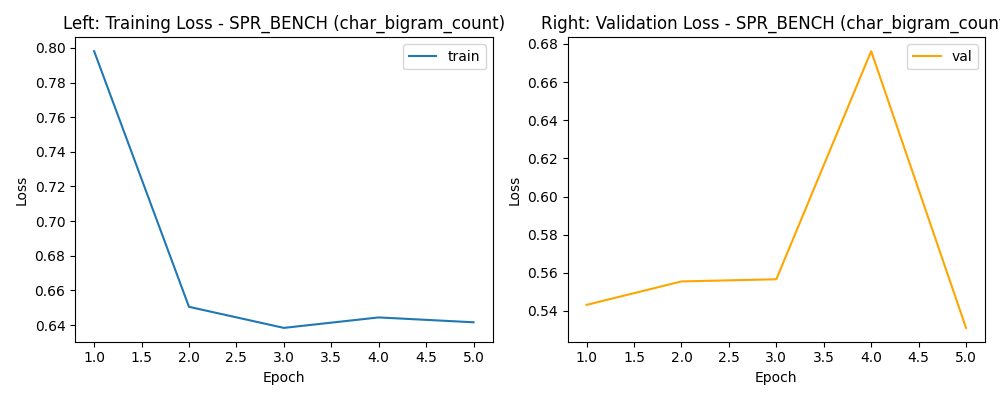 Left: Training Loss - SPR_BENCH (char_bigram_count)
Loss
0.80
0.78
0.76
0.74
0.72
0.70
0.68
0.66
0.64
train
1.0 1.5 2.0 2.5 3.0 3.5 4.0 4.5 5.0
Epoch
Right: Validation Loss - SPR_BENCH (char_bigram_coun
Loss
0.68
0.66
0.64
0.62
0.60
0.58
0.56
0.54
val
1.0 1.5 2.0 2.5 3.0 3.5 4.0 4.5 5.0
Epoch